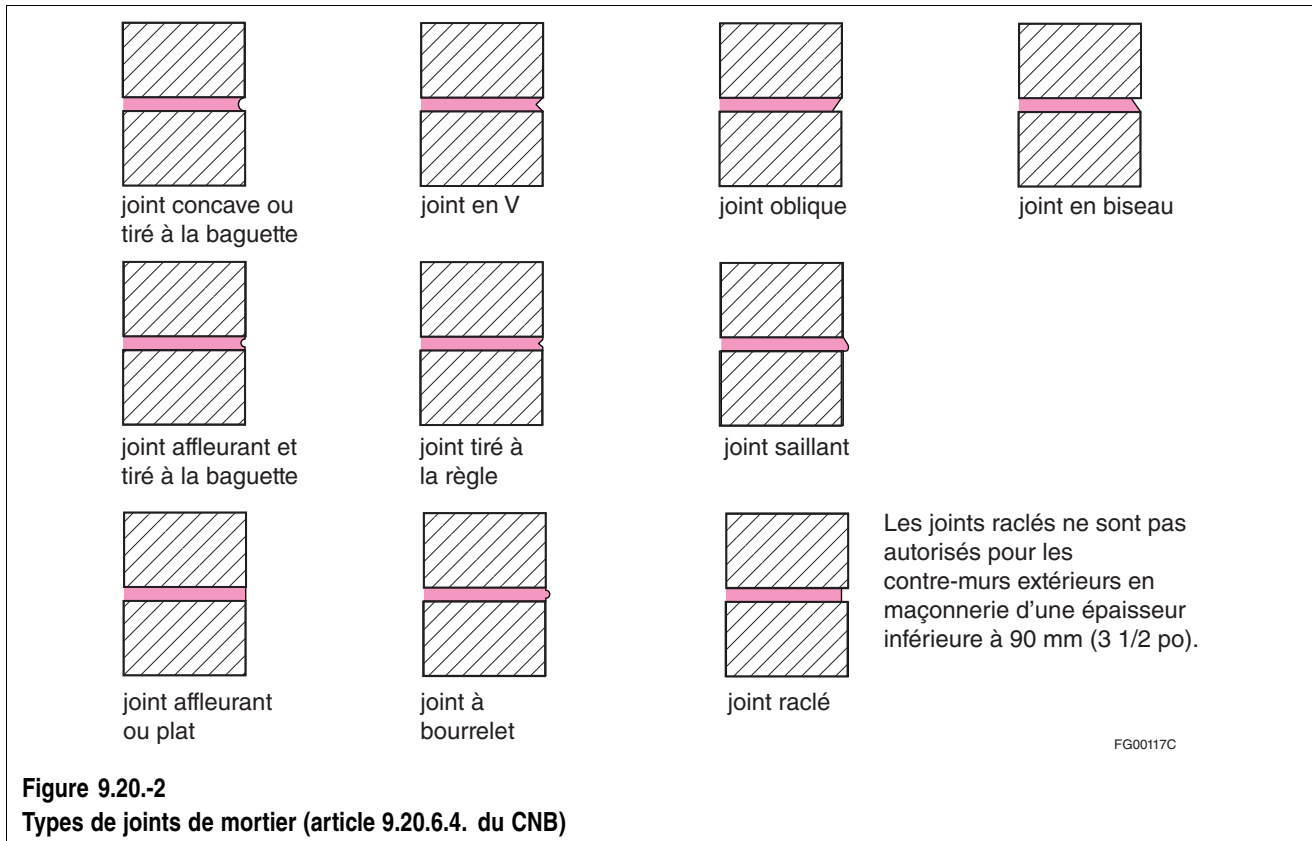 joint concave ou
tiré à la baguette
joint en V
joint oblique
joint en biseau
joint affleurant et
tiré à la baguette
joint tiré à
la règle
joint saillant
joint affleurant
ou plat
joint à
bourrelet
joint raclé
Les joints raclés ne sont pas
autorisés pour les
contre-murs extérieurs en
maçonnerie d'une épaisseur
inférieure à 90 mm (3 1/2 po).
FG00117C
Figure 9.20.-2
Types de joints de mortier (article 9.20.6.4. du CNB)